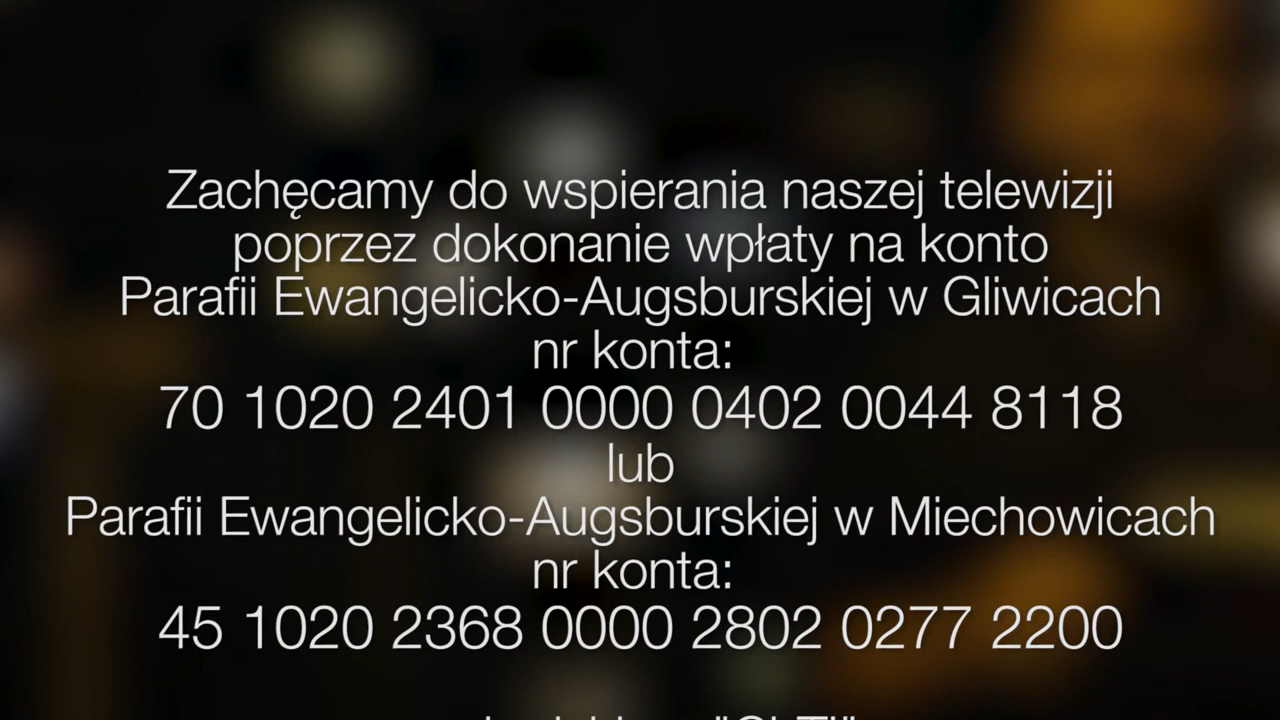 Zachęcamy do wspierania naszej telewizji
poprzez dokonanie wpłaty na konto
Parafii Ewangelicko-Augsburskiej w Gliwicach
nr konta:
70 1020 2401 0000 0402 0044 8118
lub
Parafii Ewangelicko-Augsburskiej w Miechowicach
nr konta:
45 1020 2368 0000 2802 0277 2200